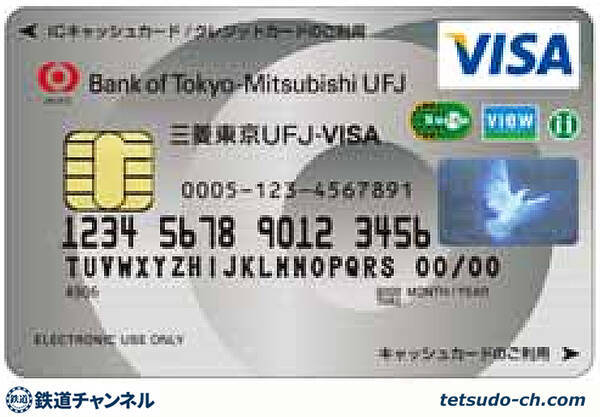 ICキャッシュカード/クレジットカードのご利用
VISA
Bank of Tokyo-Mitsubishi UFJ
VIEW
三菱東京UFJ-VISA
0005-123-4567891
1234 5678 9012 3456
TUVWXYZHIJKLMNOPQRS 00/00
MONTH/YEAR
ELECTRONIC USE ONLY
キャッシュカードのご利用
鉄道 鉄道チャンネル
tetsudo-ch.com